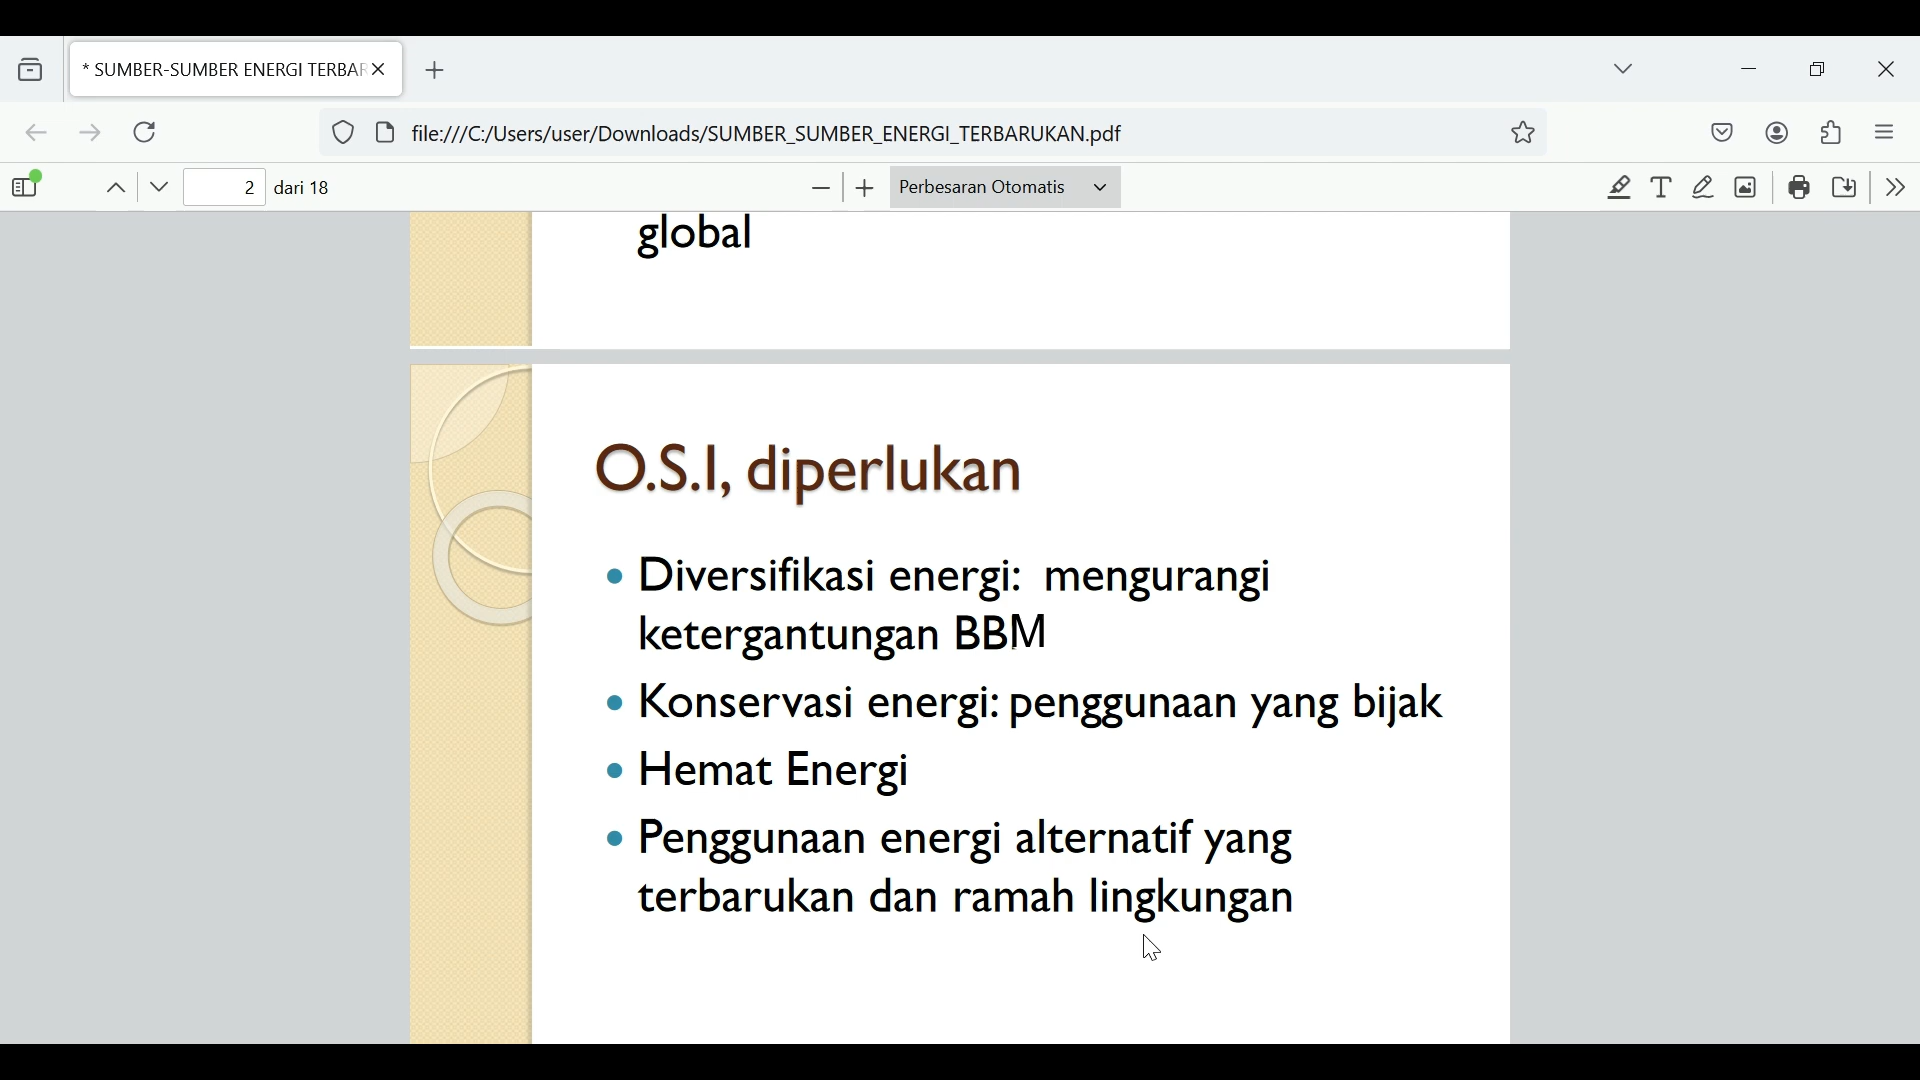 * SUMBER-SUMBER ENERGI TERBAR
file:///C:/Users/user/Downloads/SUMBER_SUMBER_ENERGI_TERBARUKAN.pdf
2 dari 18
Perbesaran Otomatis
global
O.S.I, diperlukan
• Diversifikasi energi: mengurangi
ketergantungan BBM
• Konservasi energi: penggunaan yang bijak
• Hemat Energi
• Penggunaan energi alternatif yang
terbarukan dan ramah lingkungan